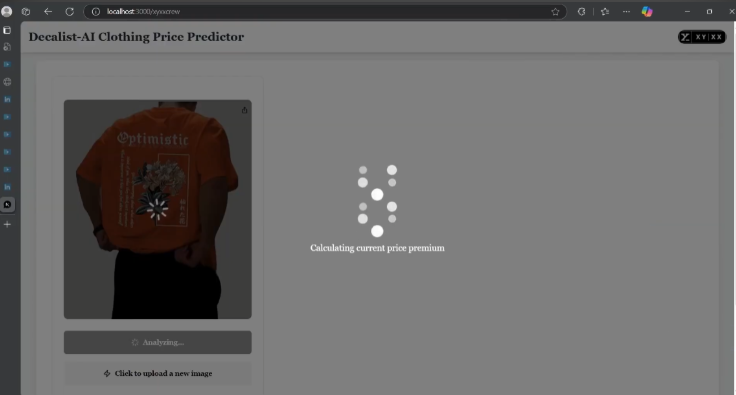 localhost:3000/xyxxcrew
Decalist-AI Clothing Price Predictor
XY|XX
Optimistic
Calculating current price premium
Analysing...
Click to upload a new image